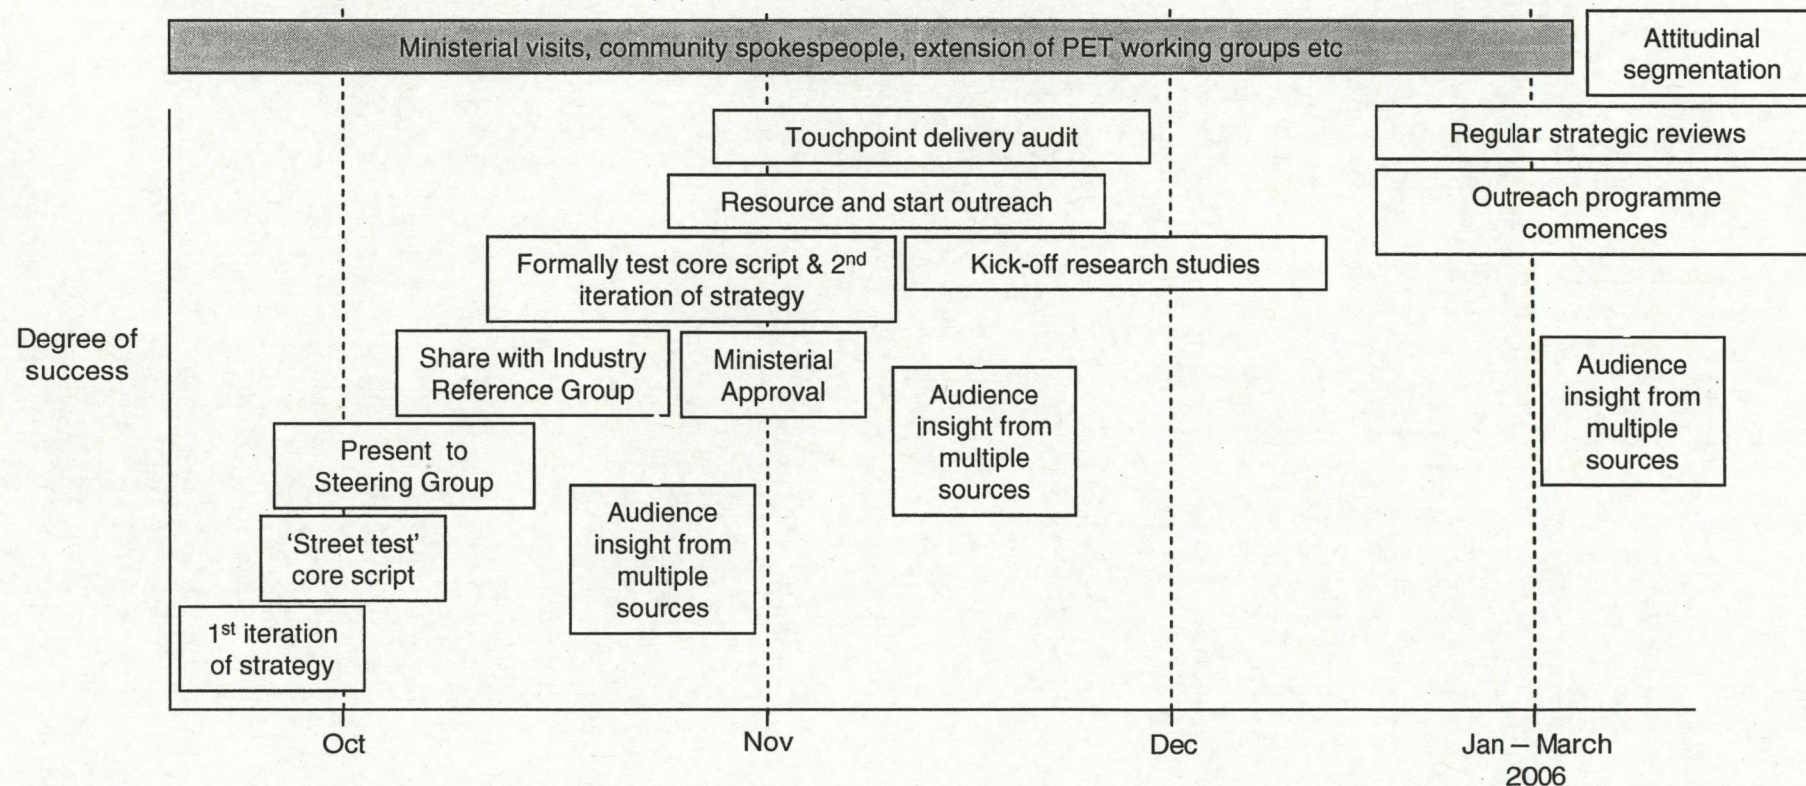 Ministerial visits, community spokespeople, extension of PET working groups etc
Attitudinal
segmentation
Touchpoint delivery audit
Regular strategic reviews
Resource and start outreach
Outreach programme
commences
Formally test core script & 2nd
iteration of strategy
Kick-off research studies
Degree of
success
Share with Industry
Reference Group
Ministerial
Approval
Audience
insight from
multiple
sources
Audience
insight from
multiple
sources
Present to
Steering Group
Audience
insight from
multiple
sources
'Street test'
core script
1st iteration
of strategy
Oct
Nov
Dec
Jan – March
2006